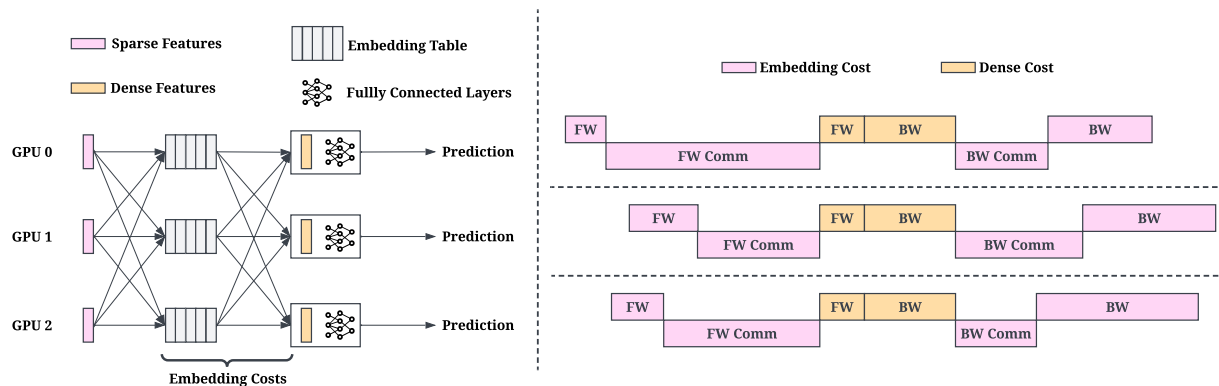 Sparse Features
Embedding Table
Dense Features
Fullly Connected Layers
GPU 0
Prediction
GPU 1
Prediction
GPU 2
Prediction
Embedding Costs
Embedding Cost
Dense Cost
FW
FW
BW
BW
FW Comm
BW Comm
FW
FW
BW
BW
FW Comm
BW Comm
FW
FW
BW
BW
FW Comm
BW Comm